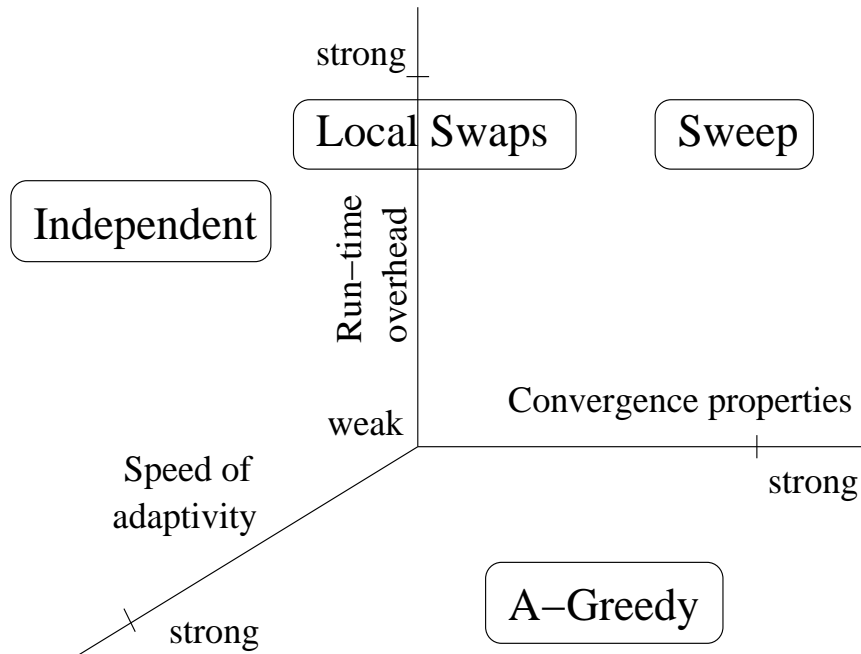 strong
Local Swaps
Sweep
Independent
Run−time
overhead
Convergence properties
weak
Speed of
adaptivity
strong
A−Greedy
strong